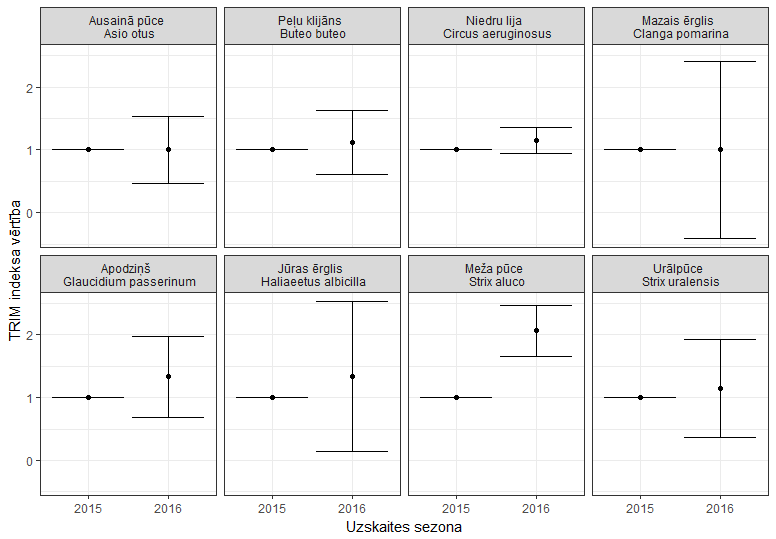 Ausainā pūce
Asio otus
Peļu klijāns
Buteo buteo
Niedru lija
Circus aeruginosus
Mazais ērglis
Clanga pomarina
2
1
0
Apodziņš
Glaucidium passerinum
Jūras ērglis
Haliaeetus albicilla
Meža pūce
Strix aluco
Urālpūce
Strix uralensis
2
1
0
TRIM indeksa vērtība
2015 2016 2015 2016 2015 2016 2015 2016
Uzskaites sezona